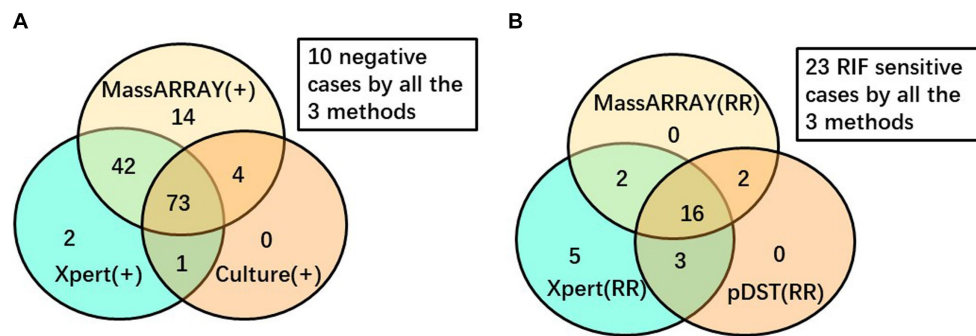 A
10 negative
cases by all the
3 methods
MassARRAY(+)
14
42
4
73
2
0
1
Xpert(+)
Culture(+)
B
23 RIF sensitive
cases by all the
3 methods
MassARRAY(RR)
0
2
2
16
5
3
0
Xpert(RR)
pDST(RR)